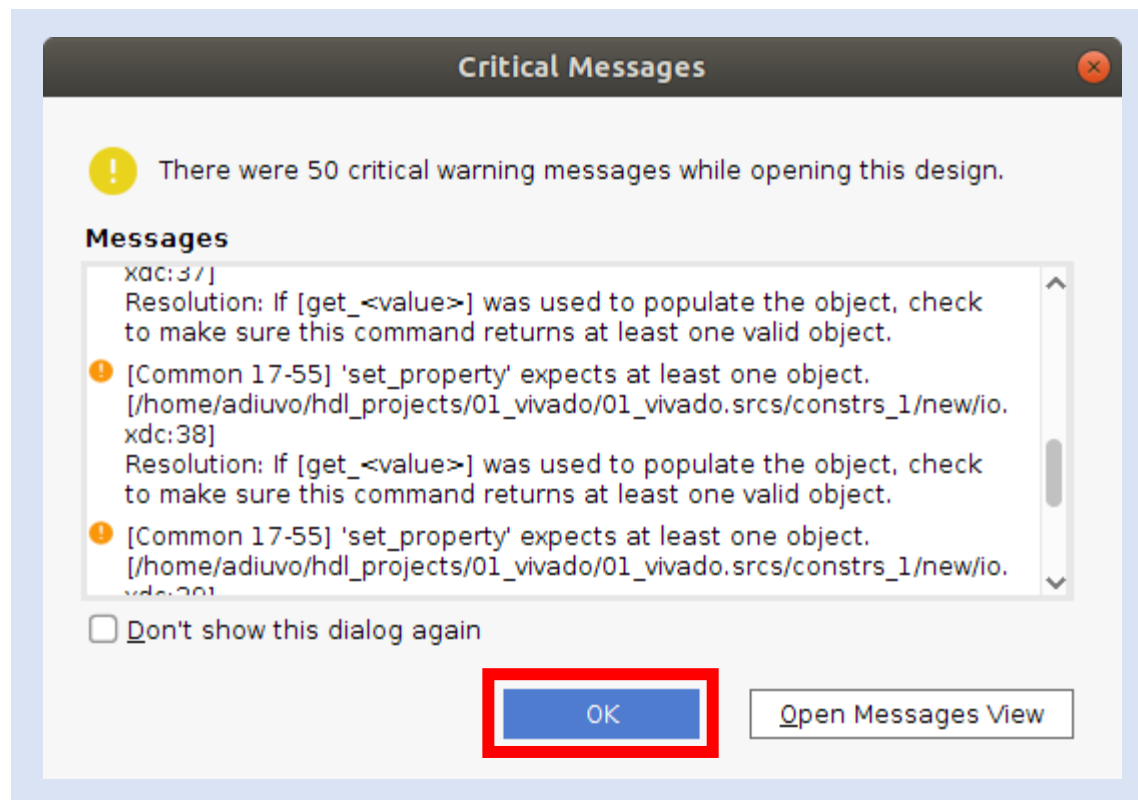 Critical Messages
There were 50 critical warning messages while opening this design.
Messages
xdc:37]
Resolution: If [get_<value>] was used to populate the object, check
to make sure this command returns at least one valid object.
[Common 17-55] 'set_property' expects at least one object.
[/home/adiuvo/hdl_projects/01_vivado/01_vivado.srcs/constrs_1/new/io.
xdc:38]
Resolution: If [get_<value>] was used to populate the object, check
to make sure this command returns at least one valid object.
[Common 17-55] 'set_property' expects at least one object.
[/home/adiuvo/hdl_projects/01_vivado/01_vivado.srcs/constrs_1/new/io.
Don't show this dialog again
OK
Open Messages View